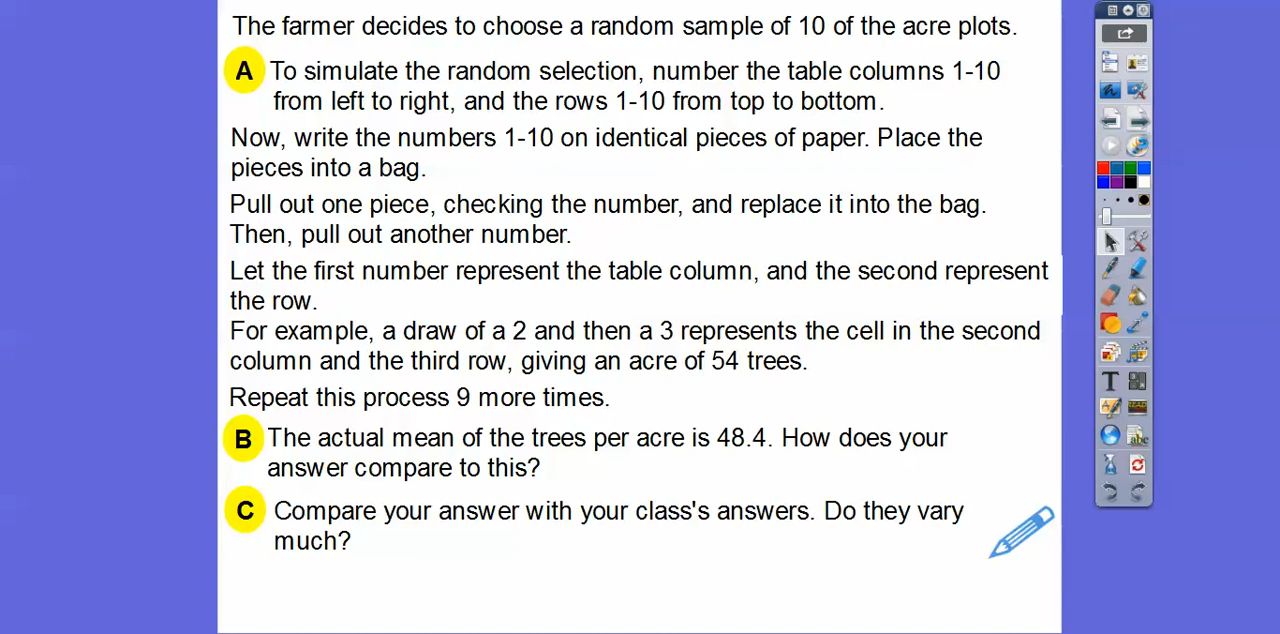 The farmer decides to choose a random sample of 10 of the acre plots.
A To simulate the random selection, number the table columns 1-10
from left to right, and the rows 1-10 from top to bottom.
Now, write the numbers 1-10 on identical pieces of paper. Place the
pieces into a bag.
Pull out one piece, checking the number, and replace it into the bag.
Then, pull out another number.
Let the first number represent the table column, and the second represent
the row.
For example, a draw of a 2 and then a 3 represents the cell in the second
column and the third row, giving an acre of 54 trees.
Repeat this process 9 more times.
B The actual mean of the trees per acre is 48.4. How does your
answer compare to this?
C Compare your answer with your class's answers. Do they vary
much?